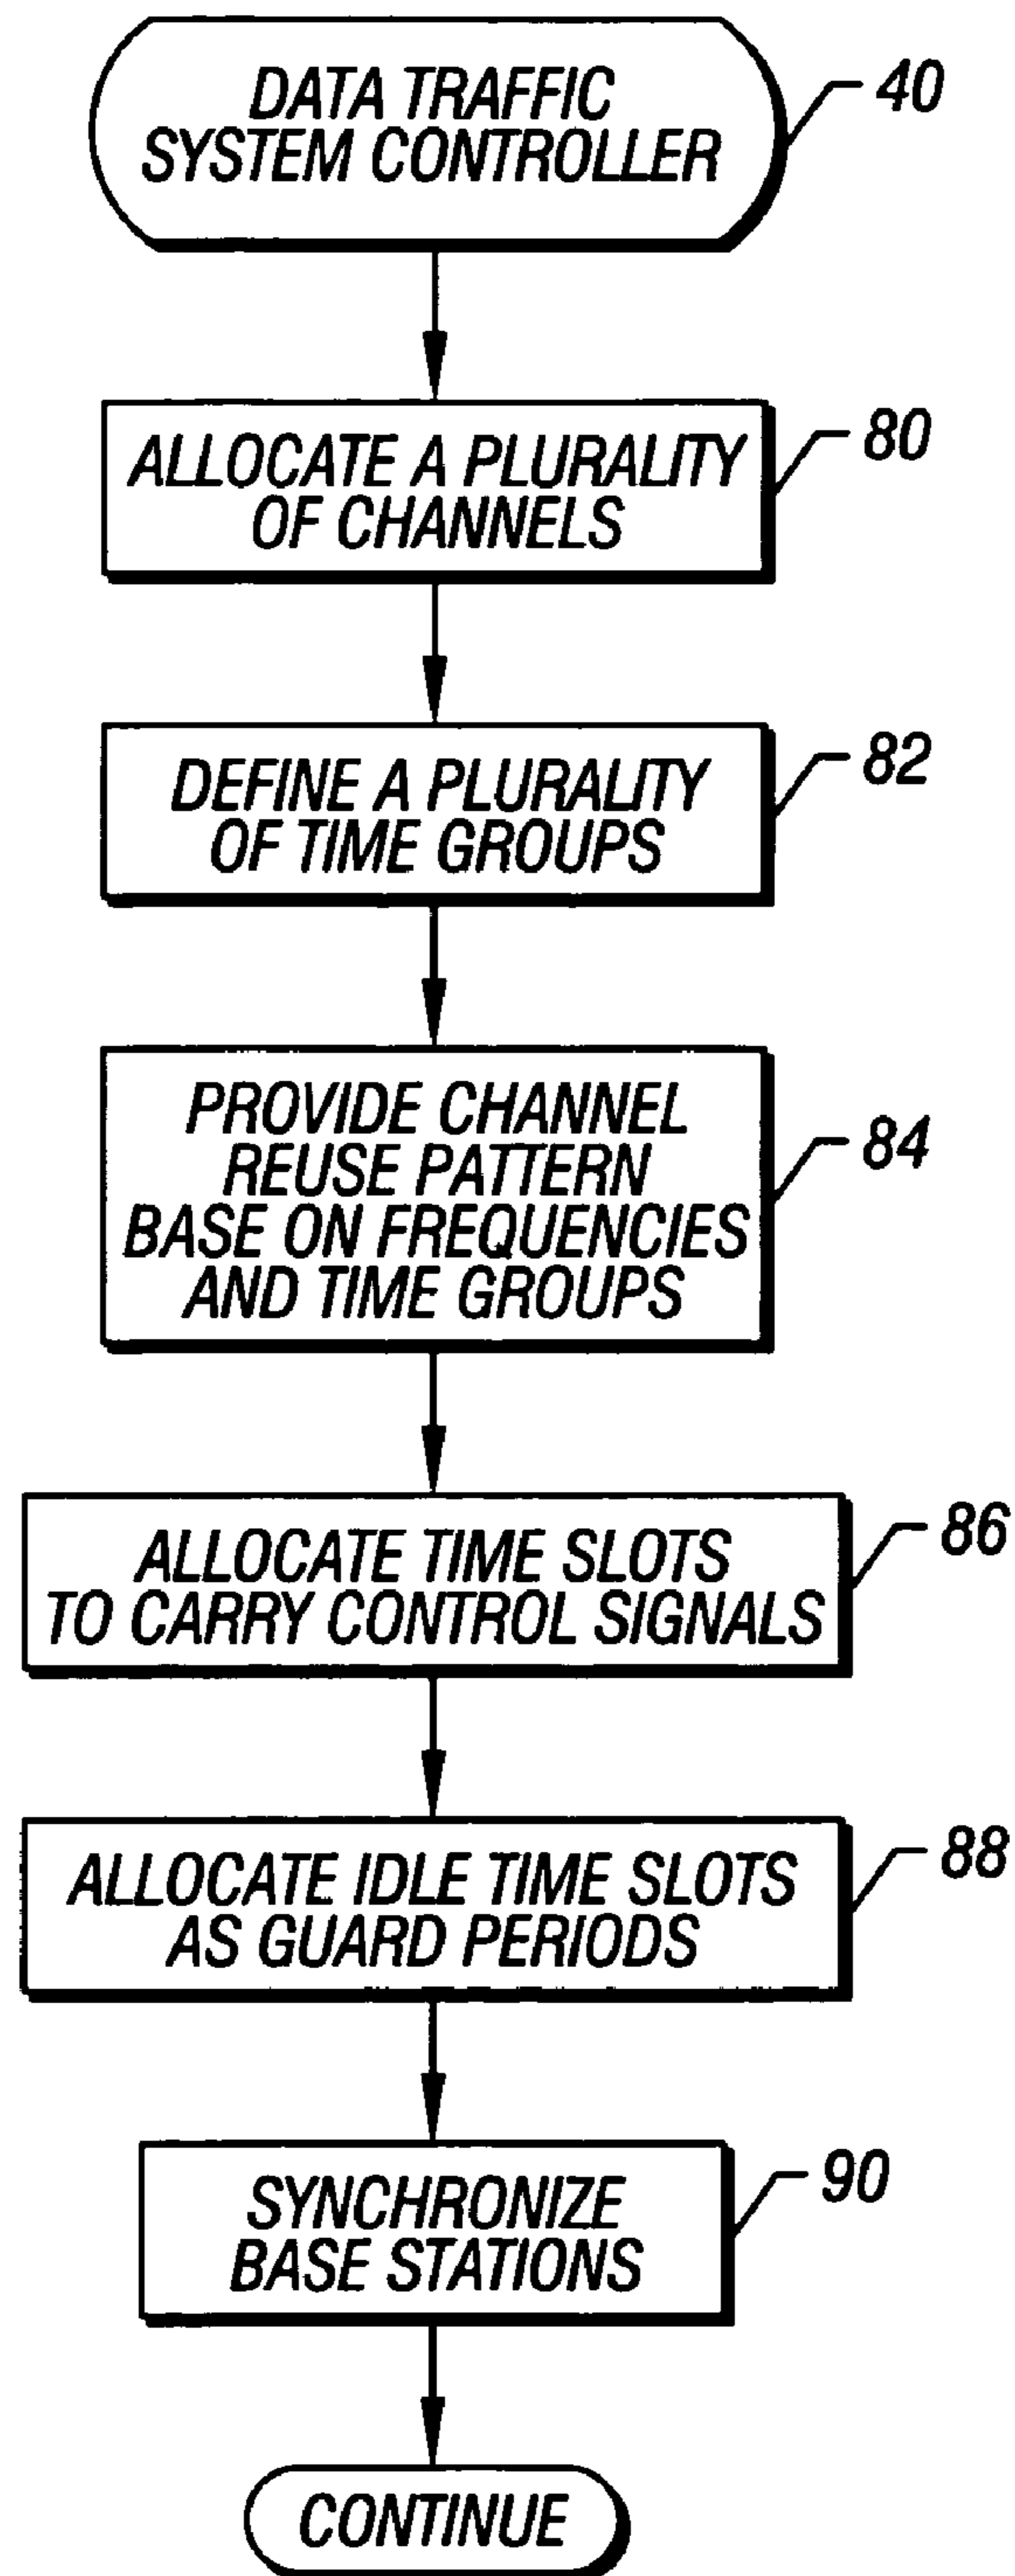 DATA TRAFFIC
SYSTEM CONTROLLER
40
ALLOCATE A PLURALITY
OF CHANNELS
80
DEFINE A PLURALITY
OF TIME GROUPS
82
PROVIDE CHANNEL
REUSE PATTERN
BASE ON FREQUENCIES
AND TIME GROUPS
84
ALLOCATE TIME SLOTS
TO CARRY CONTROL SIGNALS
86
ALLOCATE IDLE TIME SLOTS
AS GUARD PERIODS
88
SYNCHRONIZE
BASE STATIONS
90
CONTINUE